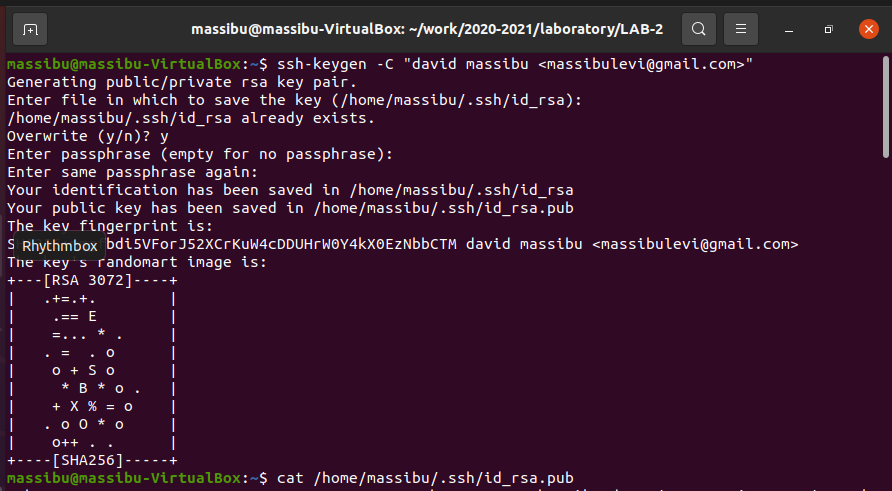 massibu@massibu-VirtualBox: ~/work/2020-2021/laboratory/LAB-2
massibu@massibu-VirtualBox:~$ ssh-keygen -C "david massibu <massibulevi@gmail.com>"
Generating public/private rsa key pair.
Enter file in which to save the key (/home/massibu/.ssh/id_rsa):
/home/massibu/.ssh/id_rsa already exists.
Overwrite (y/n)? y
Enter passphrase (empty for no passphrase):
Enter same passphrase again:
Your identification has been saved in /home/massibu/.ssh/id_rsa
Your public key has been saved in /home/massibu/.ssh/id_rsa.pub
The key fingerprint is:
S
Rhythmbox
bdi5VForJ52XCrKuW4cDDUHrW0Y4kX0EzNbbCTM david massibu <massibulevi@gmail.com>
The key's randomart image is:
+---[RSA 3072]----+
|   .+=.+.        |
|    .== E        |
|    =... * .     |
|   . =  . o      |
|    o + S o      |
|     * B * o .   |
|    + X % = o    |
|   . o O * o     |
|    o++ . .      |
+----[SHA256]-----+
massibu@massibu-VirtualBox:~$ cat /home/massibu/.ssh/id_rsa.pub